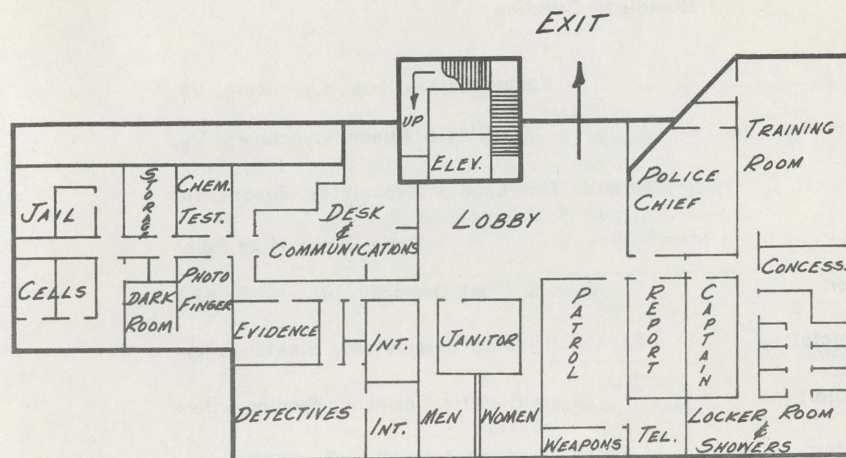 EXIT
UP
ELEV.
TRAINING
ROOM
POLICE
CHIEF
LOBBY
DESK
&
COMMUNICATIONS
CHEM.
TEST.
STORAGE
JAIL
CELLS
DARK
ROOM
PHOTO
FINGER
EVIDENCE
DETECTIVES
INT.
INT.
JANITOR
MEN
WOMEN
PATROL
WEAPONS
REPORT
TEL.
CAPTAIN
CONCESS.
LOCKER ROOM
&
SHOWERS